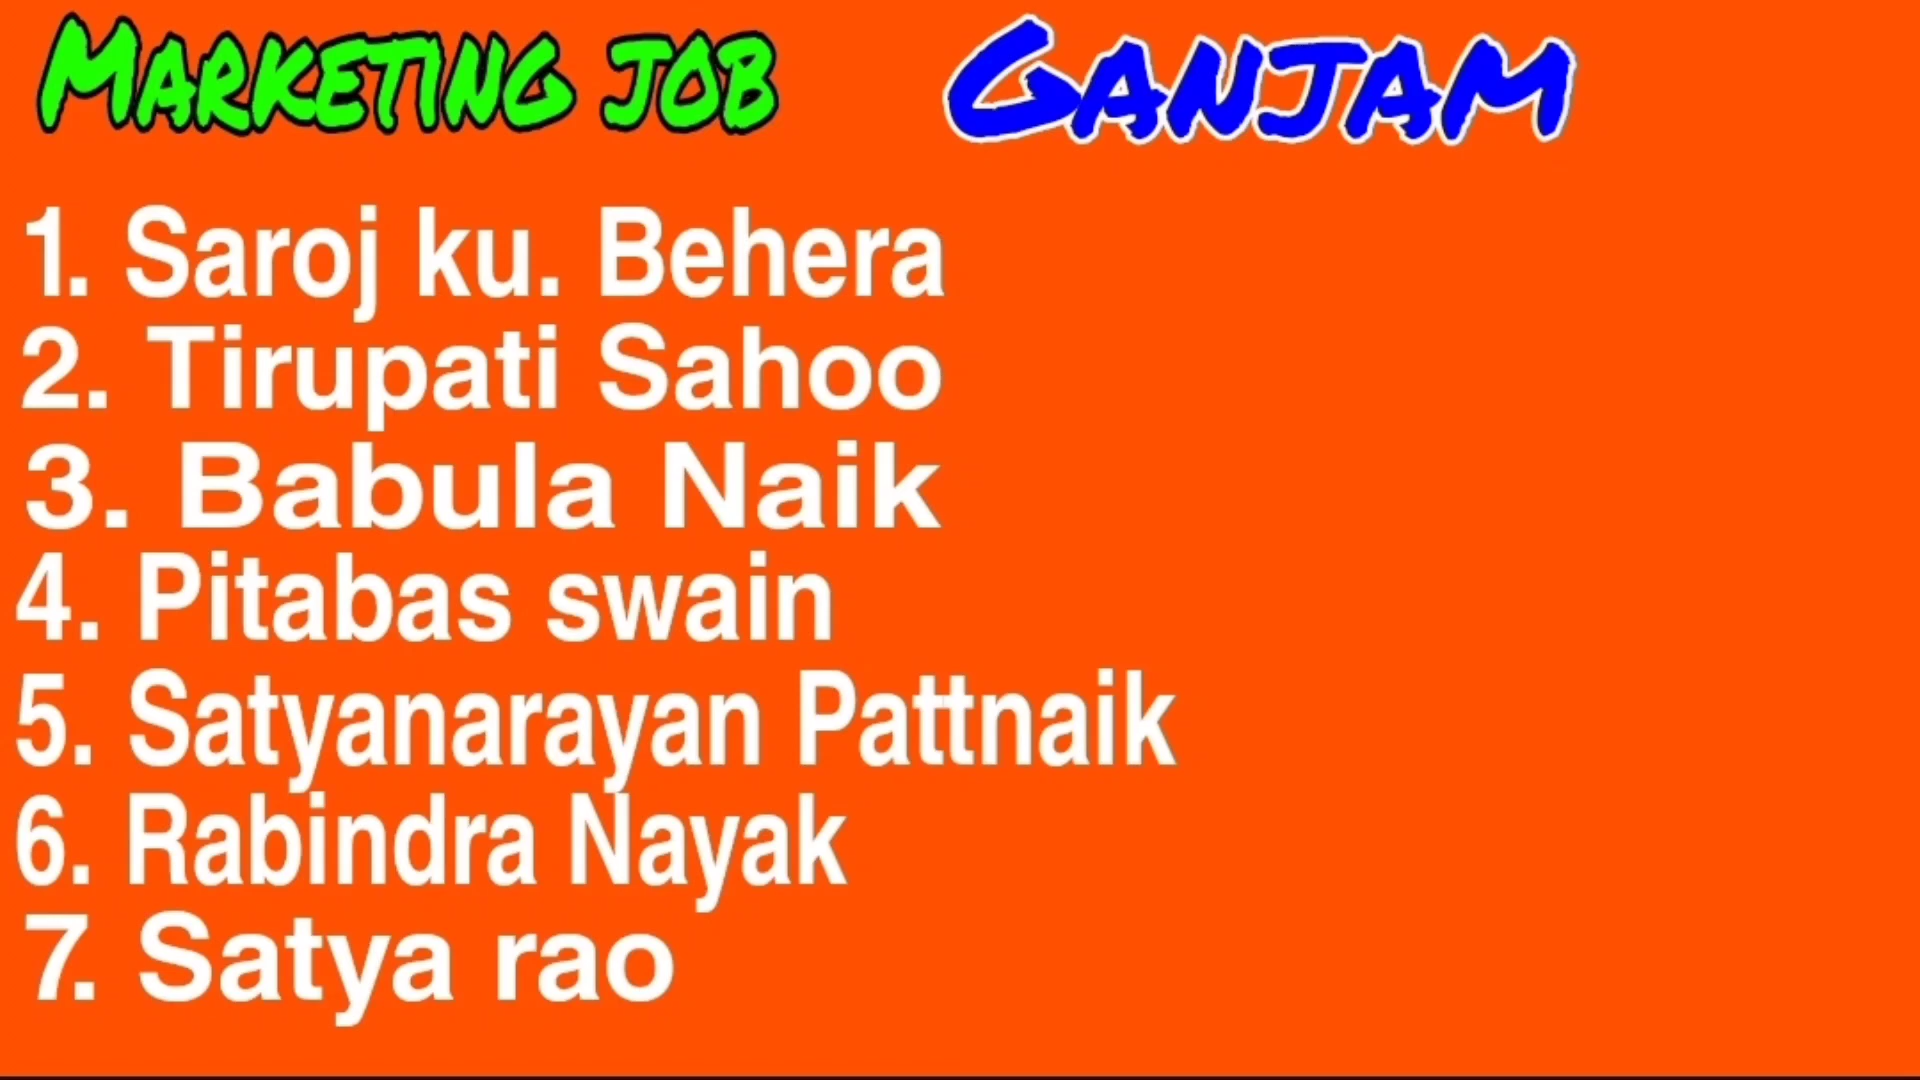 MARKETING JOB GANJAM
1. Saroj ku. Behera
2. Tirupati Sahoo
3. Babula Naik
4. Pitabas swain
5. Satyanarayan Pattnaik
6. Rabindra Nayak
7. Satya rao